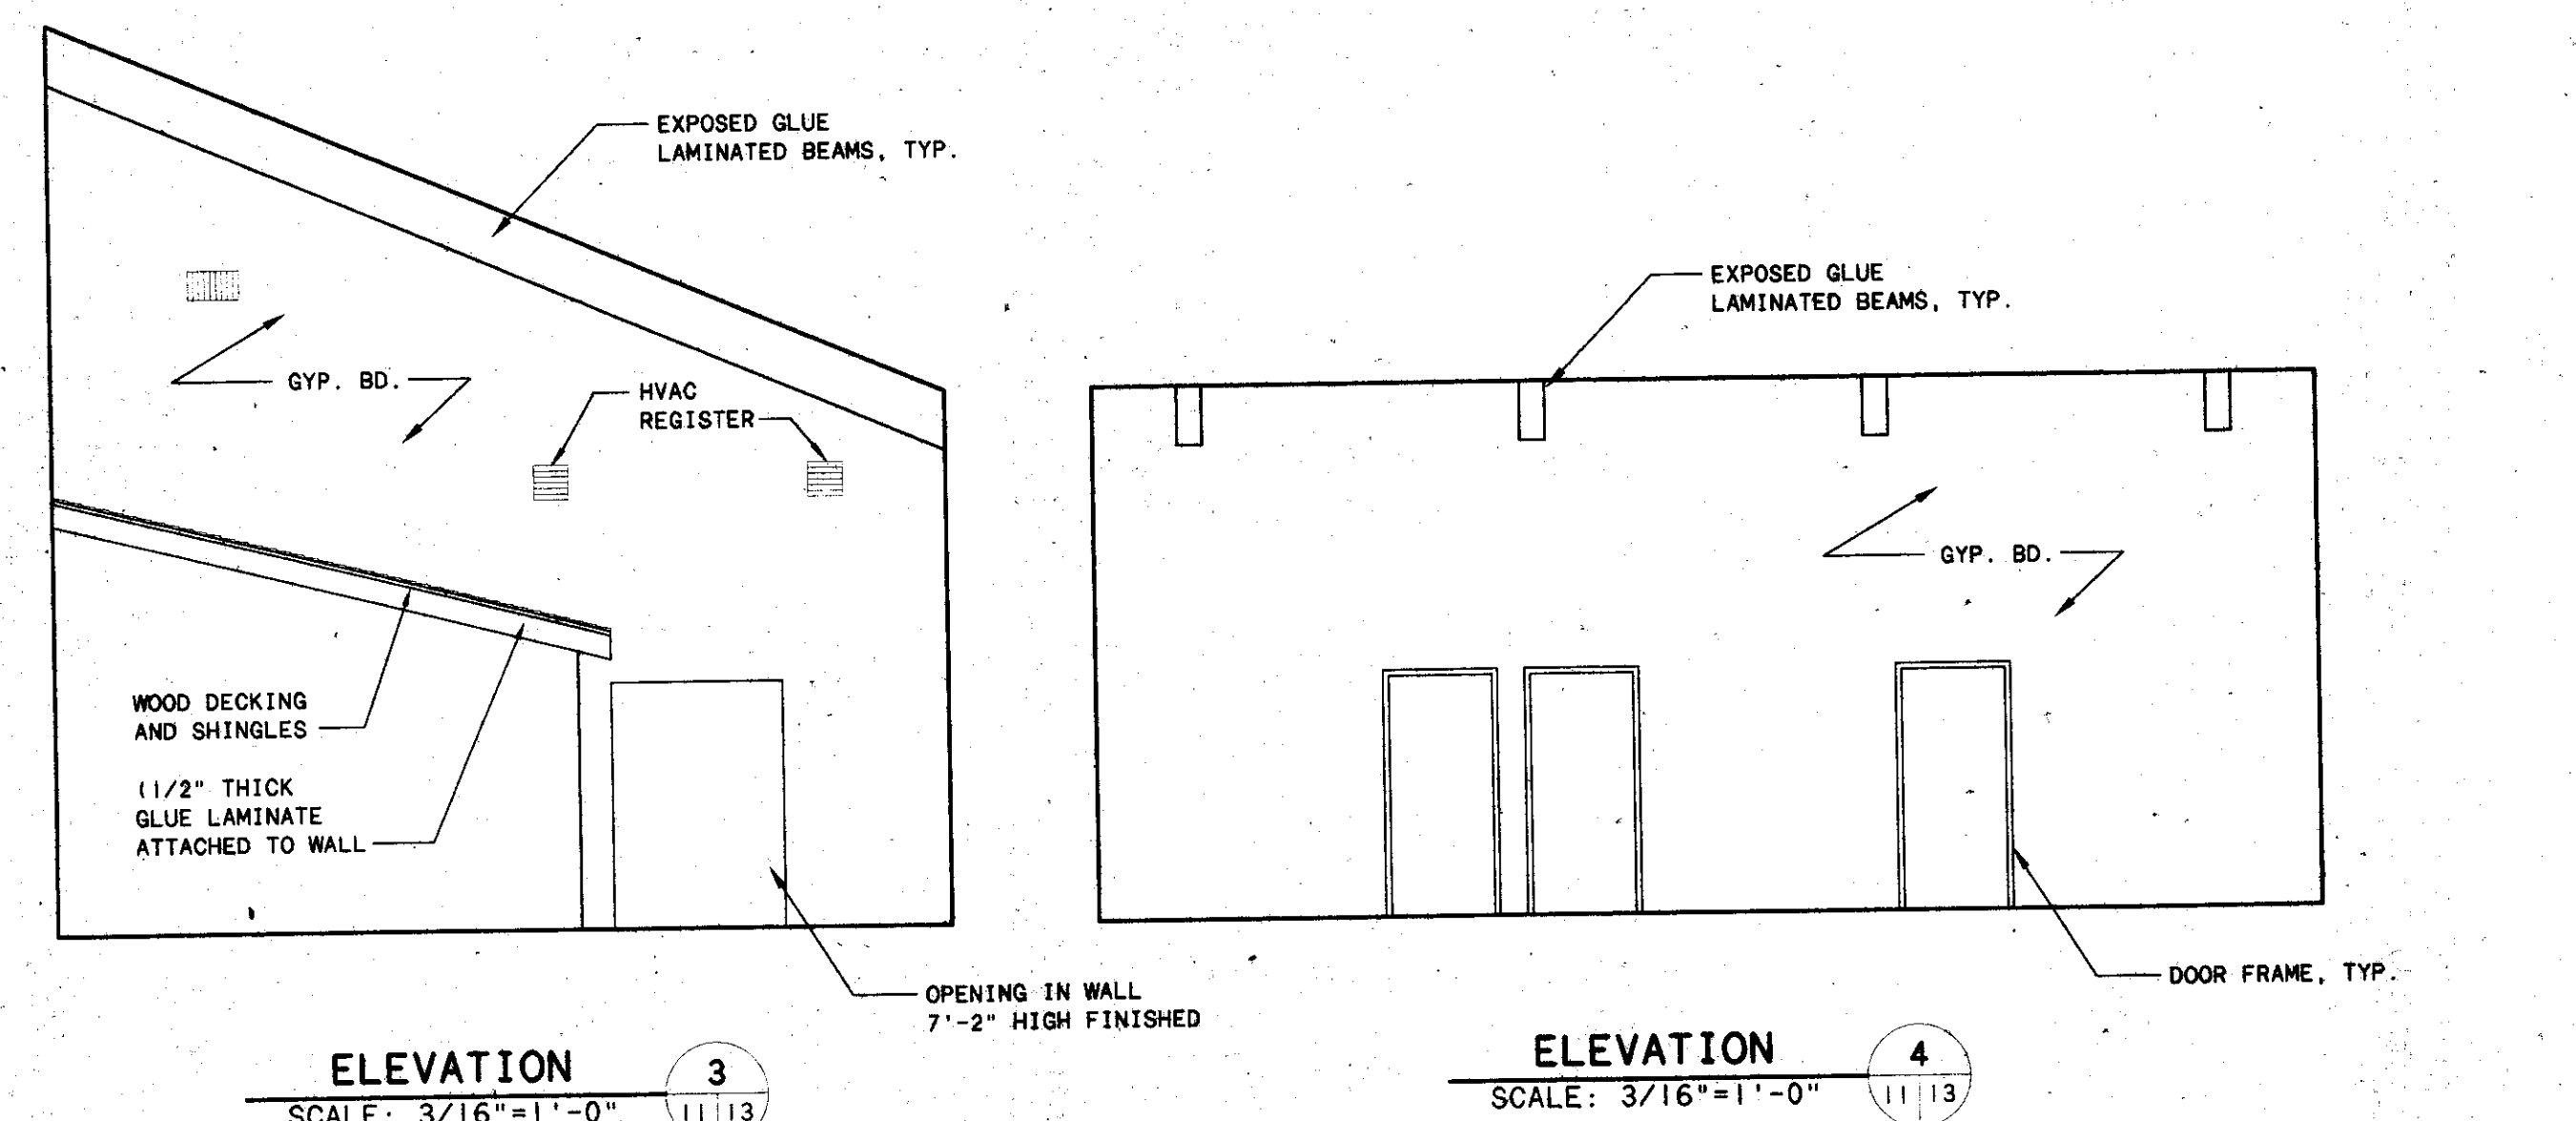 EXPOSED GLUE
LAMINATED BEAMS, TYP.
GYP. BD.
HVAC
REGISTER
WOOD DECKING
AND SHINGLES
1 1/2" THICK
GLUE LAMINATE
ATTACHED TO WALL
OPENING IN WALL
7'-2" HIGH FINISHED
ELEVATION
3
SCALE: 3/16"=1'-0"
11 13
EXPOSED GLUE
LAMINATED BEAMS, TYP.
GYP. BD.
DOOR FRAME, TYP.
ELEVATION
4
SCALE: 3/16"=1'-0"
11 13